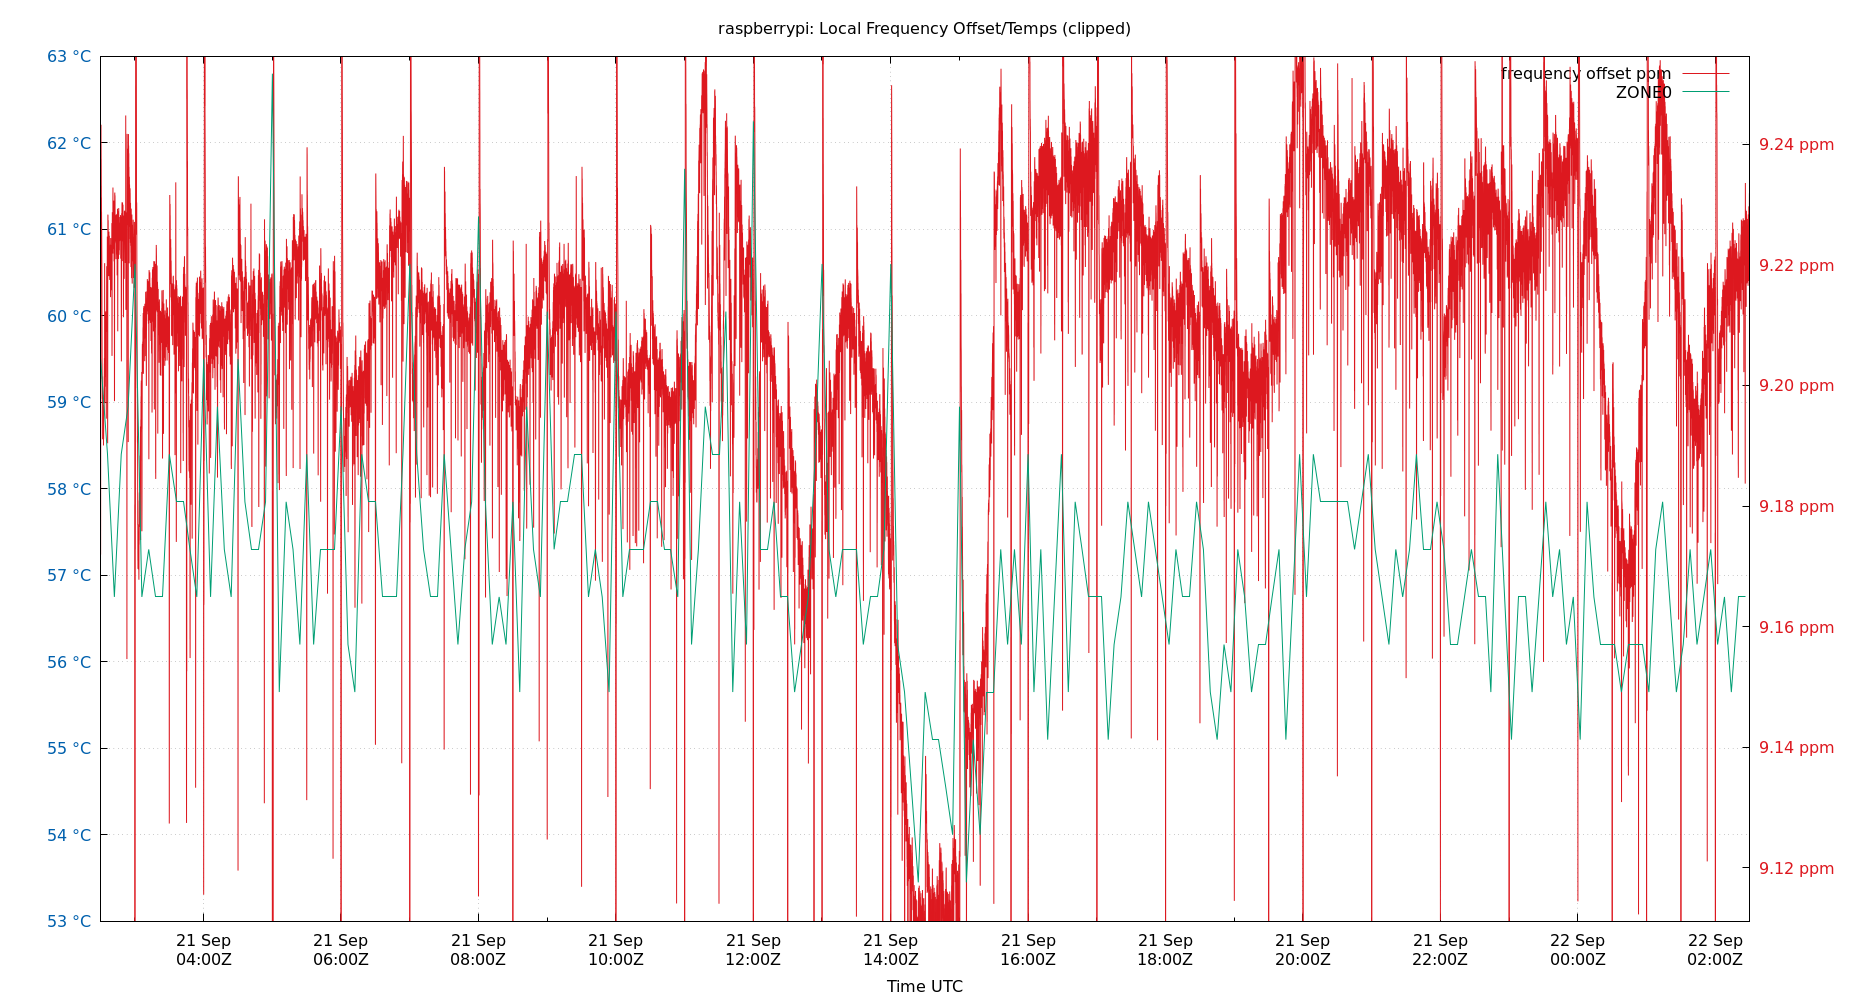 raspberrypi: Local Frequency Offset/Temps (clipped)
63 °C
62 °C
61 °C
60 °C
59 °C
58 °C
57 °C
56 °C
55 °C
54 °C
53 °C
frequency offset ppm
ZONE0
9.24 ppm
9.22 ppm
9.20 ppm
9.18 ppm
9.16 ppm
9.14 ppm
9.12 ppm
21 Sep
04:00Z
21 Sep
06:00Z
21 Sep
08:00Z
21 Sep
10:00Z
21 Sep
12:00Z
21 Sep
14:00Z
21 Sep
16:00Z
21 Sep
18:00Z
21 Sep
20:00Z
21 Sep
22:00Z
22 Sep
00:00Z
22 Sep
02:00Z
Time UTC